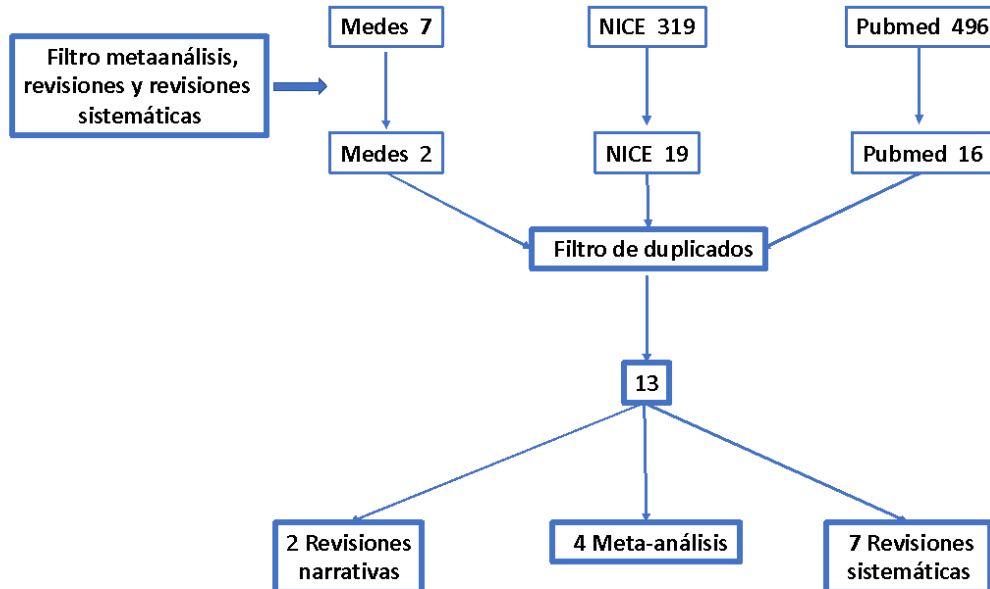 Medes 7
NICE 319
Pubmed 496
Filtro metaanálisis,
revisiones y revisiones
sistemáticas
Medes 2
NICE 19
Pubmed 16
Filtro de duplicados
13
2 Revisiones
narrativas
4 Meta-análisis
7 Revisiones
sistemáticas